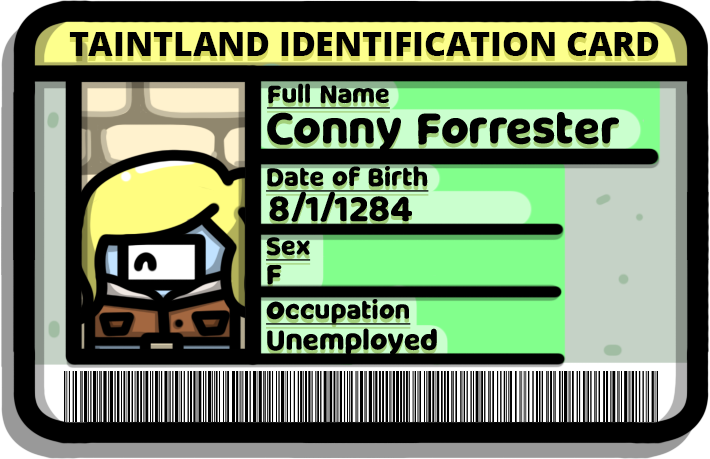 TAINTLAND IDENTIFICATION CARD
Full Name
Conny Forrester
Date of Birth
8/1/1284
Sex
F
Occupation
Unemployed